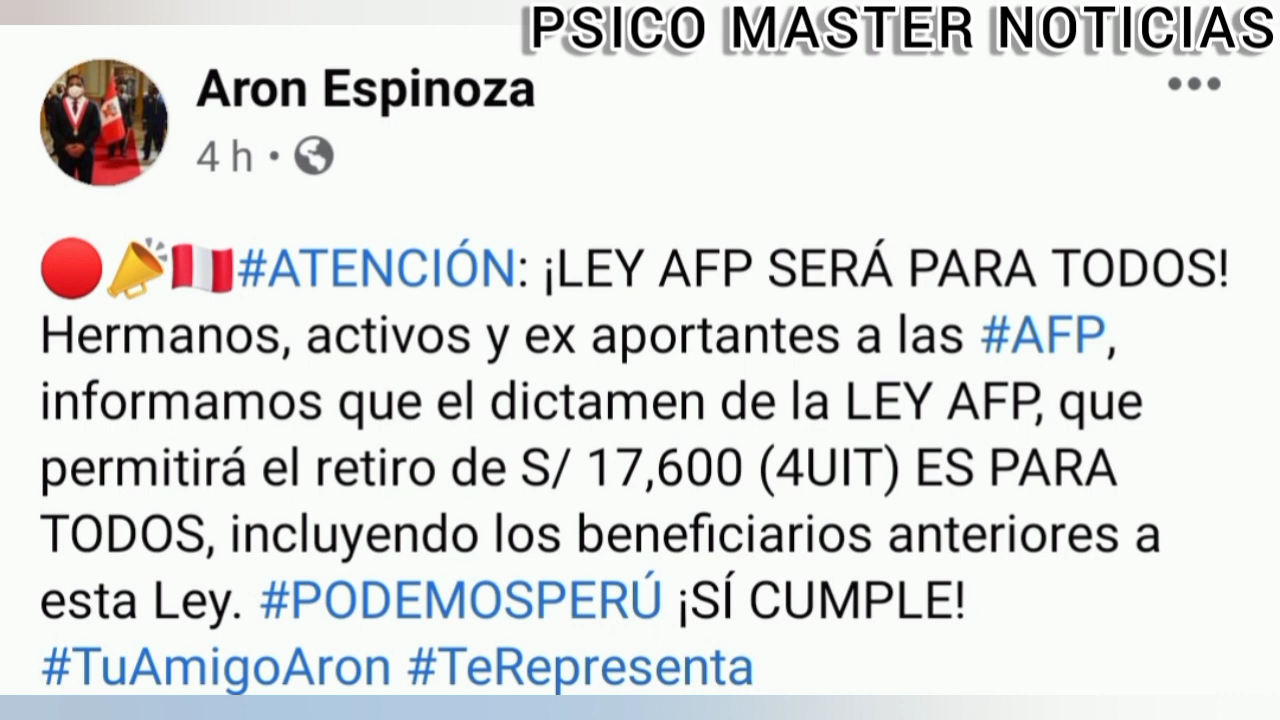 PSICO MASTER NOTICIAS
Aron Espinoza
4 h ·
#ATENCIÓN: ¡LEY AFP SERÁ PARA TODOS!
Hermanos, activos y ex aportantes a las #AFP,
informamos que el dictamen de la LEY AFP, que
permitirá el retiro de S/ 17,600 (4UIT) ES PARA
TODOS, incluyendo los beneficiarios anteriores a
esta Ley. #PODEMOSPERÚ ¡SÍ CUMPLE!
#TuAmigoAron #TeRepresenta